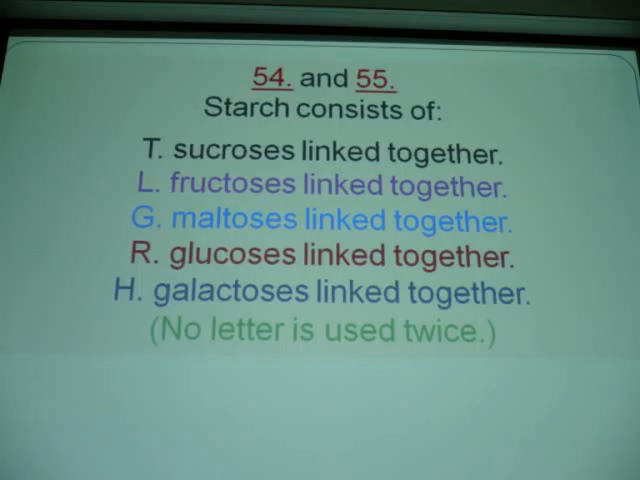 54. and 55.
Starch consists of:
T. sucroses linked together.
L. fructoses linked together.
G. maltoses linked together.
R. glucoses linked together.
H. galactoses linked together.
(No letter is used twice.)